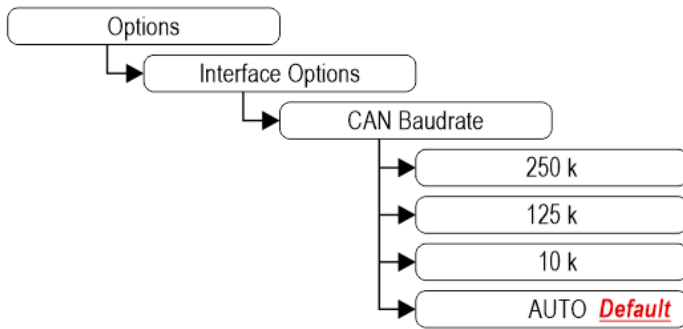 Options
Interface Options
CAN Baudrate
250 k
125 k
10 k
AUTO Default